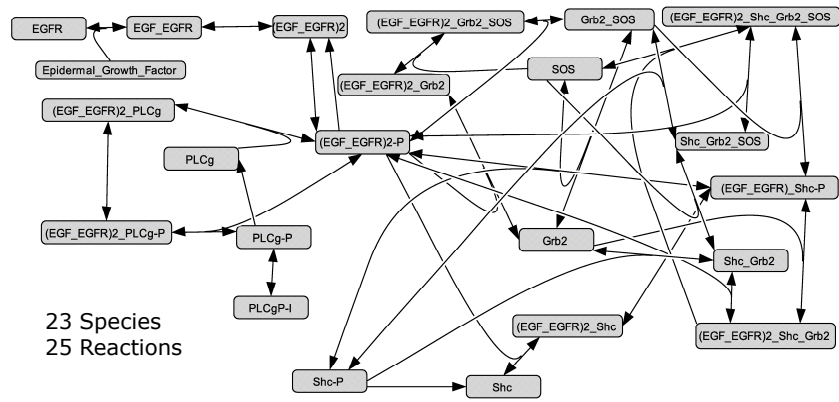 EGFR
EGF_EGFR
(EGF_EGFR)2
(EGF_EGFR)2_Grb2_SOS
Grb2_SOS
(EGF_EGFR)2_Shc_Grb2_SOS
Epidermal_Growth_Factor
(EGF_EGFR)2_Grb2
SOS
(EGF_EGFR)2_PLCg
(EGF_EGFR)2-P
Shc_Grb2_SOS
PLCg
(EGF_EGFR)_Shc-P
(EGF_EGFR)2_PLCg-P
PLCg-P
Grb2
Shc_Grb2
PLCgP-I
23 Species
25 Reactions
(EGF_EGFR)2_Shc
(EGF_EGFR)2_Shc_Grb2
Shc-P
Shc